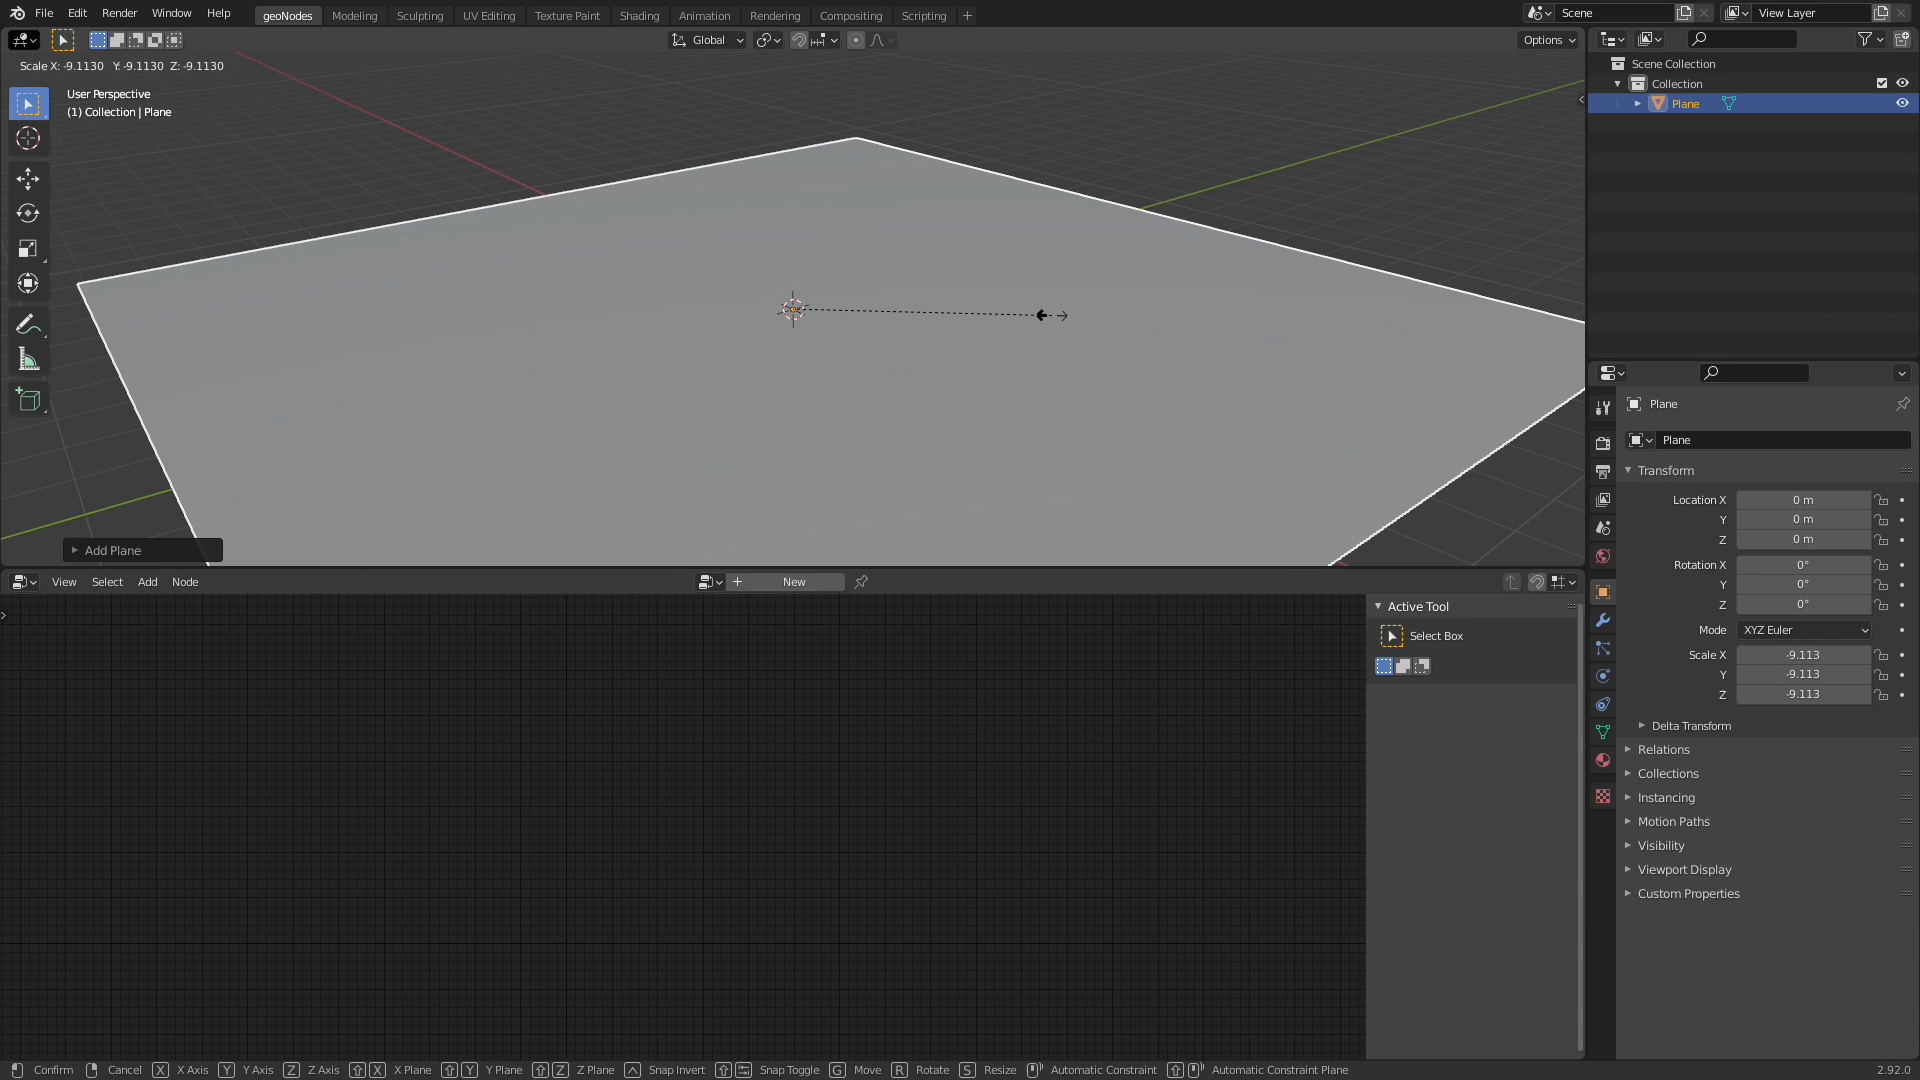 File Edit Render Window Help geoNodes Modeling Sculpting UV Editing Texture Paint Shading Animation Rendering Compositing Scripting + Scene View Layer
Global Options
Scale X: -9.1130 Y: -9.1130 Z: -9.1130
User Perspective
(1) Collection | Plane
Add Plane
Scene Collection
Collection
Plane
Plane
Plane
Transform
Location X 0 m
Y 0 m
Z 0 m
Rotation X 0°
Y 0°
Z 0°
Mode XYZ Euler
Scale X -9.113
Y -9.113
Z -9.113
Delta Transform
Relations
Collections
Instancing
Motion Paths
Visibility
Viewport Display
Custom Properties
View Select Add Node + New
Active Tool
Select Box
Confirm Cancel X X Axis Y Y Axis Z Z Axis X X Plane Y Y Plane Z Z Plane Snap Invert Snap Toggle G Move R Rotate S Resize Automatic Constraint Automatic Constraint Plane 2.92.0